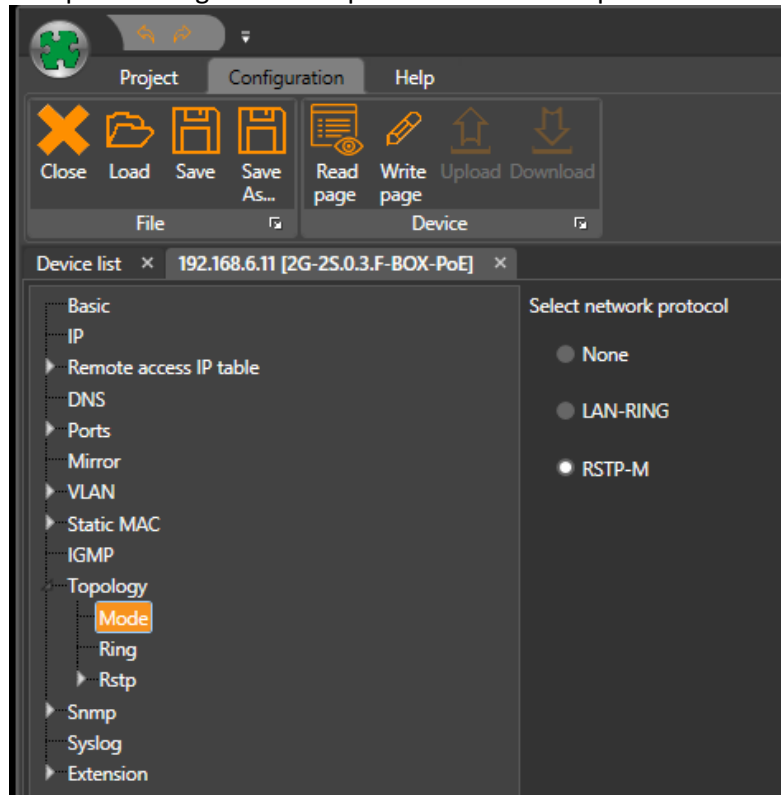 Project Configuration Help
Close Load Save Save As... Read page Write page Upload Download
File Device
Device list × 192.168.6.11 [2G-2S.0.3.F-BOX-PoE] ×
Basic
IP
Remote access IP table
DNS
Ports
Mirror
VLAN
Static MAC
IGMP
Topology
Mode
Ring
Rstp
Snmp
Syslog
Extension
Select network protocol
None
LAN-RING
RSTP-M